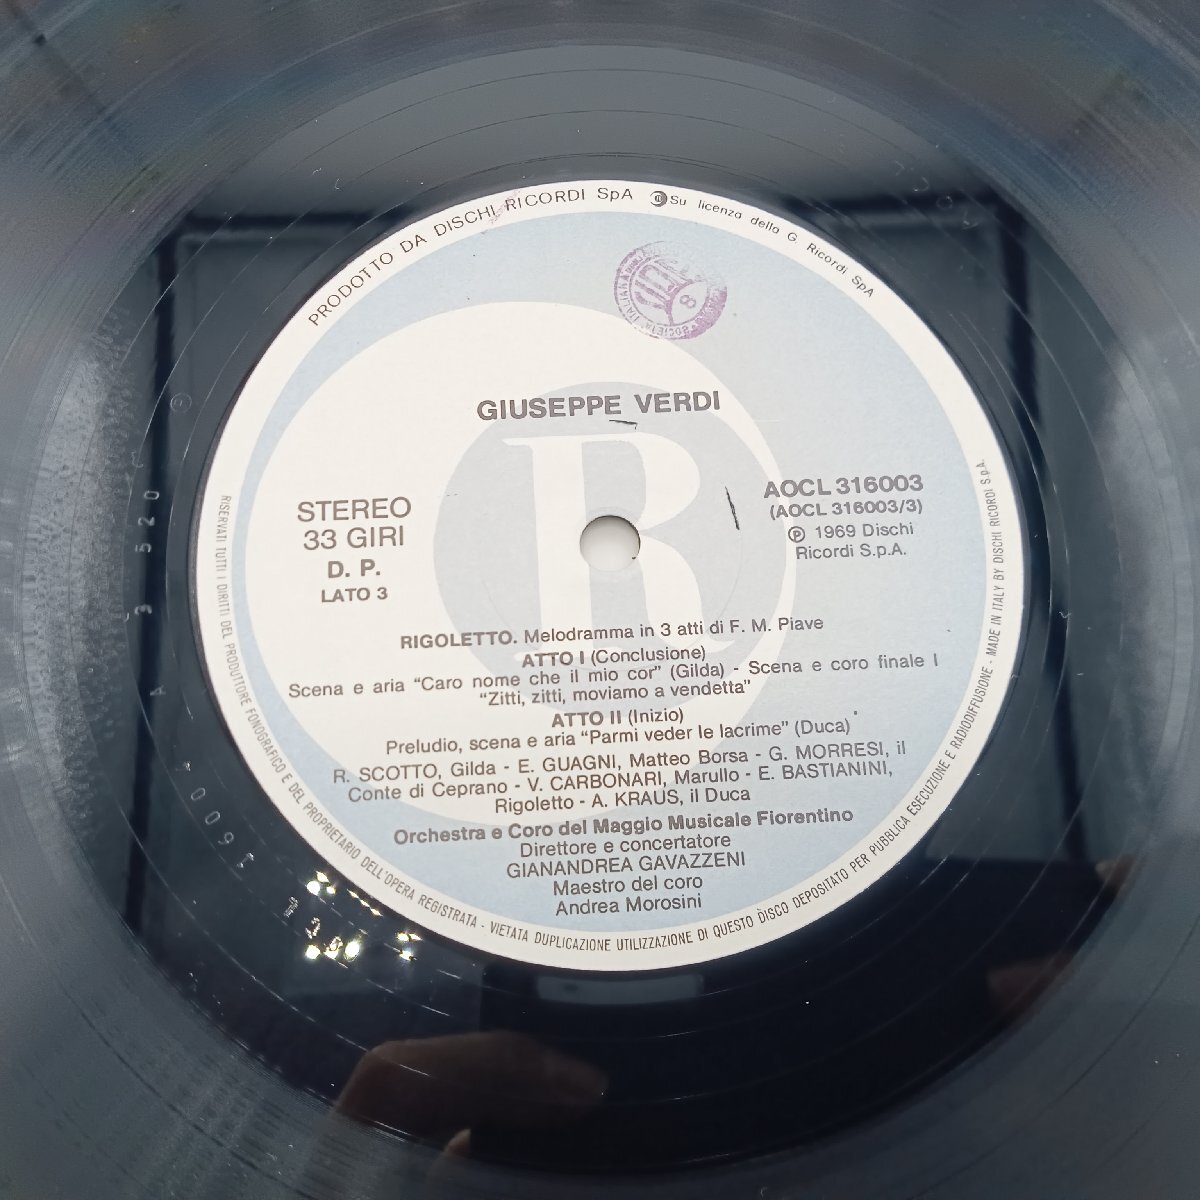 PRODOTTO DA DISCHI RICORDI SpA Su licenza della G Ricordi SpA
SOCIETÀ ITALIANA
8
GIUSEPPE VERDI
R
STEREO
33 GIRI
D. P.
LATO 3
AOCL 316003
(AOCL 316003/3)
Ⓟ 1969 Dischi
Ricordi S.p.A.
RIGOLETTO. Melodramma in 3 atti di F. M. Piave
ATTO I (Conclusione)
Scena e aria “Caro nome che il mio cor” (Gilda) - Scena e coro finale I
“Zitti, zitti, moviamo a vendetta”
ATTO II (Inizio)
Preludio, scena e aria “Parmi veder le lacrime” (Duca)
R. SCOTTO, Gilda - E. GUAGNI, Matteo Borsa - G. MORRESI, il
Conte di Ceprano - V. CARBONARI, Marullo - E. BASTIANINI,
Rigoletto - A. KRAUS, il Duca
Orchestra e Coro del Maggio Musicale Fiorentino
Direttore e concertatore
GIANANDREA GAVAZZENI
Maestro del coro
Andrea Morosini
RISERVATI TUTTI I DIRITTI DEL PRODUTTORE FONOGRAFICO E DEL PROPRIETARIO DELL'OPERA REGISTRATA - VIETATA DUPLICAZIONE UTILIZZAZIONE DI QUESTO DISCO DEPOSITATO PER PUBBLICA ESECUZIONE E RADIODIFFUSIONE - MADE IN ITALY BY DISCHI RICORDI S.p.A.